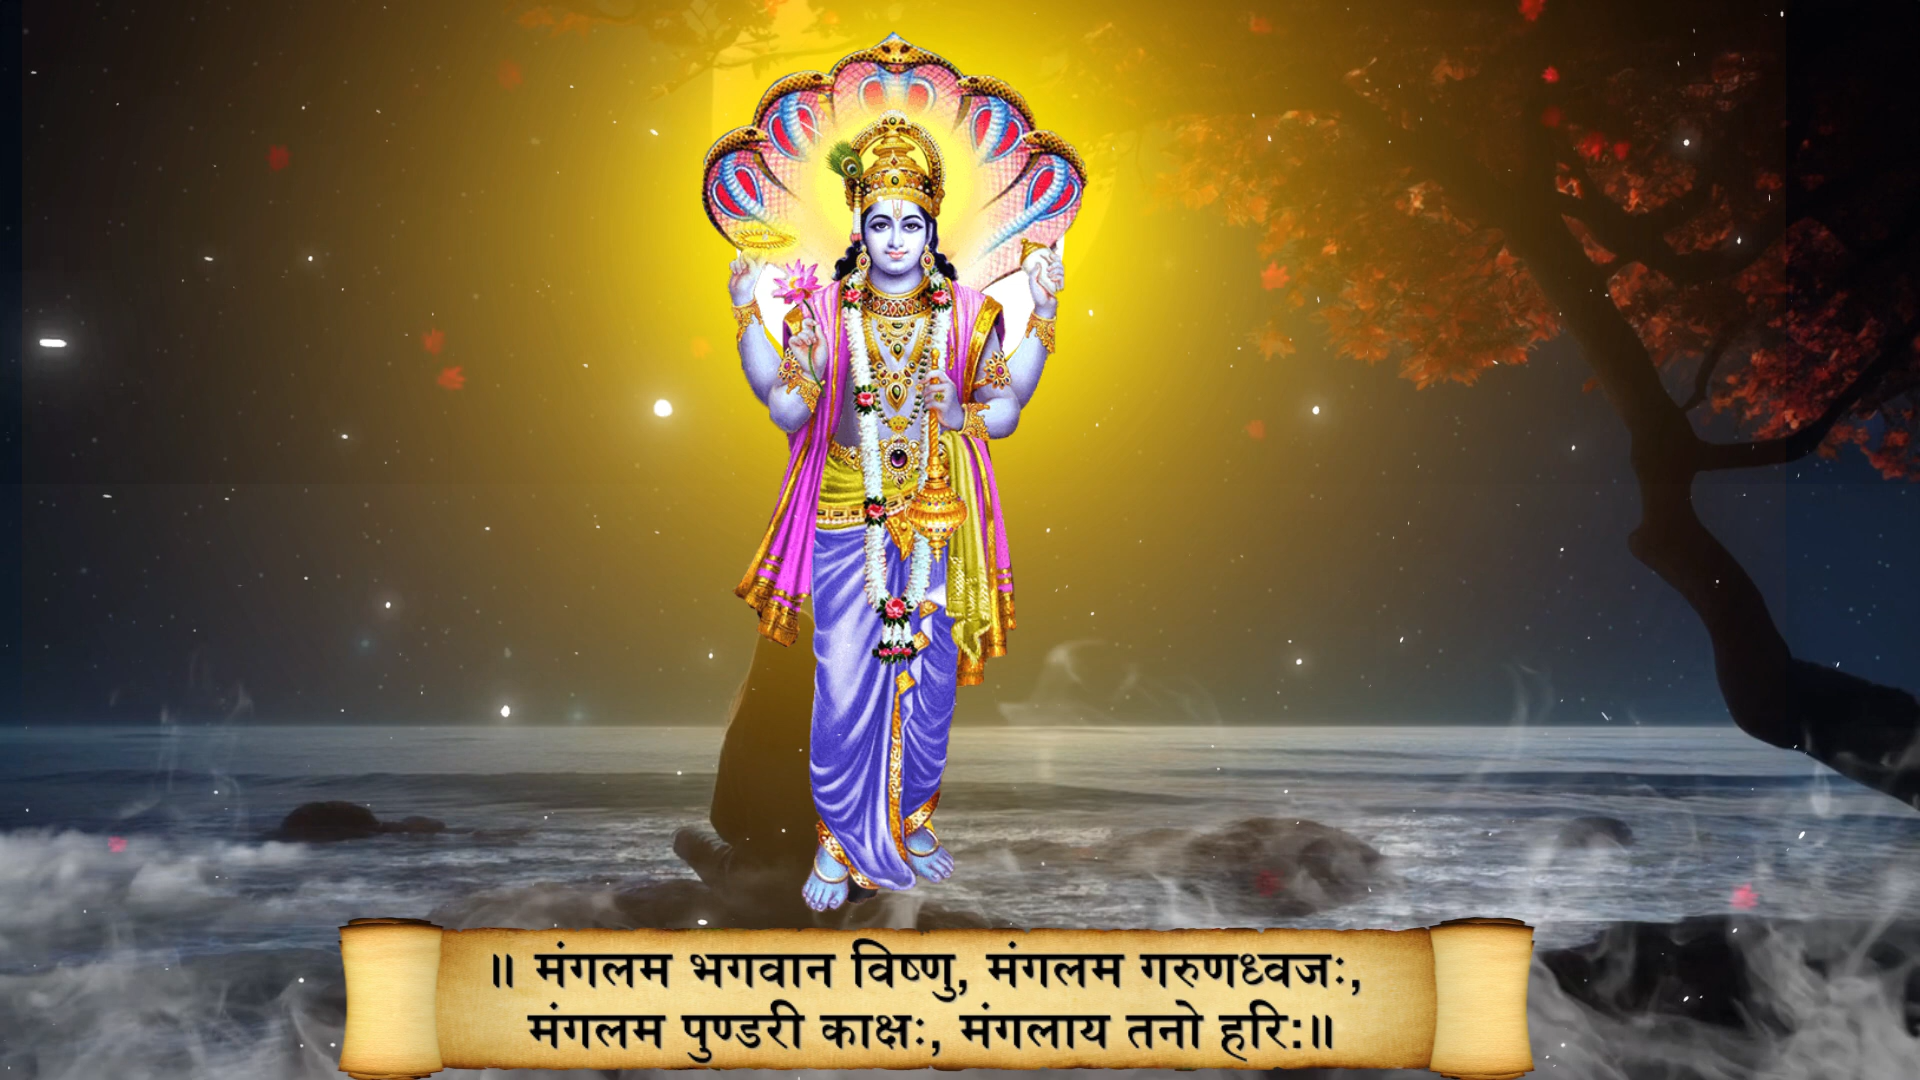 ॥ मंगलम भगवान विष्णु, मंगलम गरुणध्वजः,
मंगलम पुण्डरी काक्षः, मंगलाय तनो हरिः॥